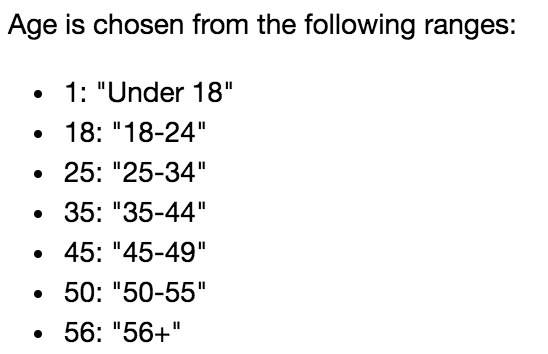 Age is chosen from the following ranges:
• 1: "Under 18"
• 18: "18-24"
• 25: "25-34"
• 35: "35-44"
• 45: "45-49"
• 50: "50-55"
• 56: "56+"